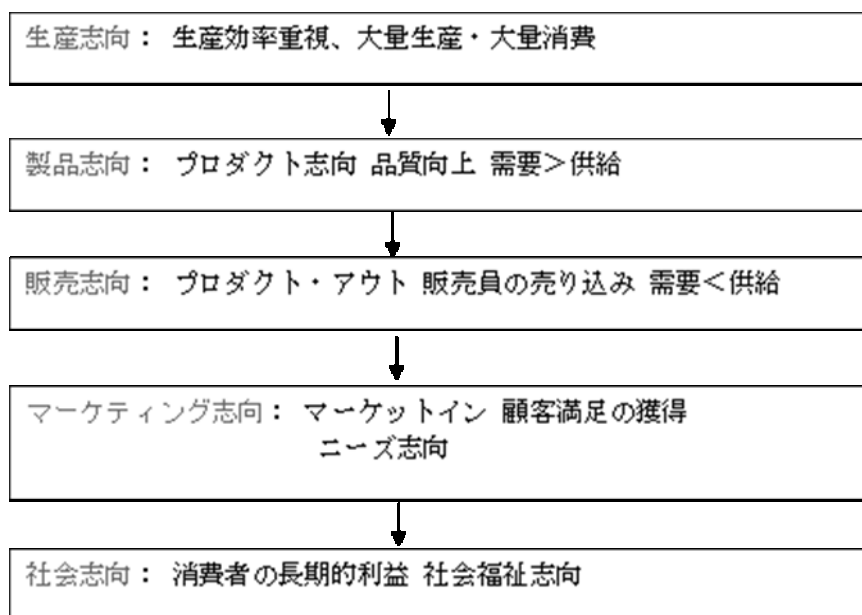 生産志向： 生産効率重視、大量生産・大量消費
製品志向： プロダクト志向 品質向上 需要＞供給
販売志向： プロダクト・アウト 販売員の売り込み 需要＜供給
マーケティング志向： マーケットイン 顧客満足の獲得
ニーズ志向
社会志向： 消費者の長期的利益 社会福祉志向